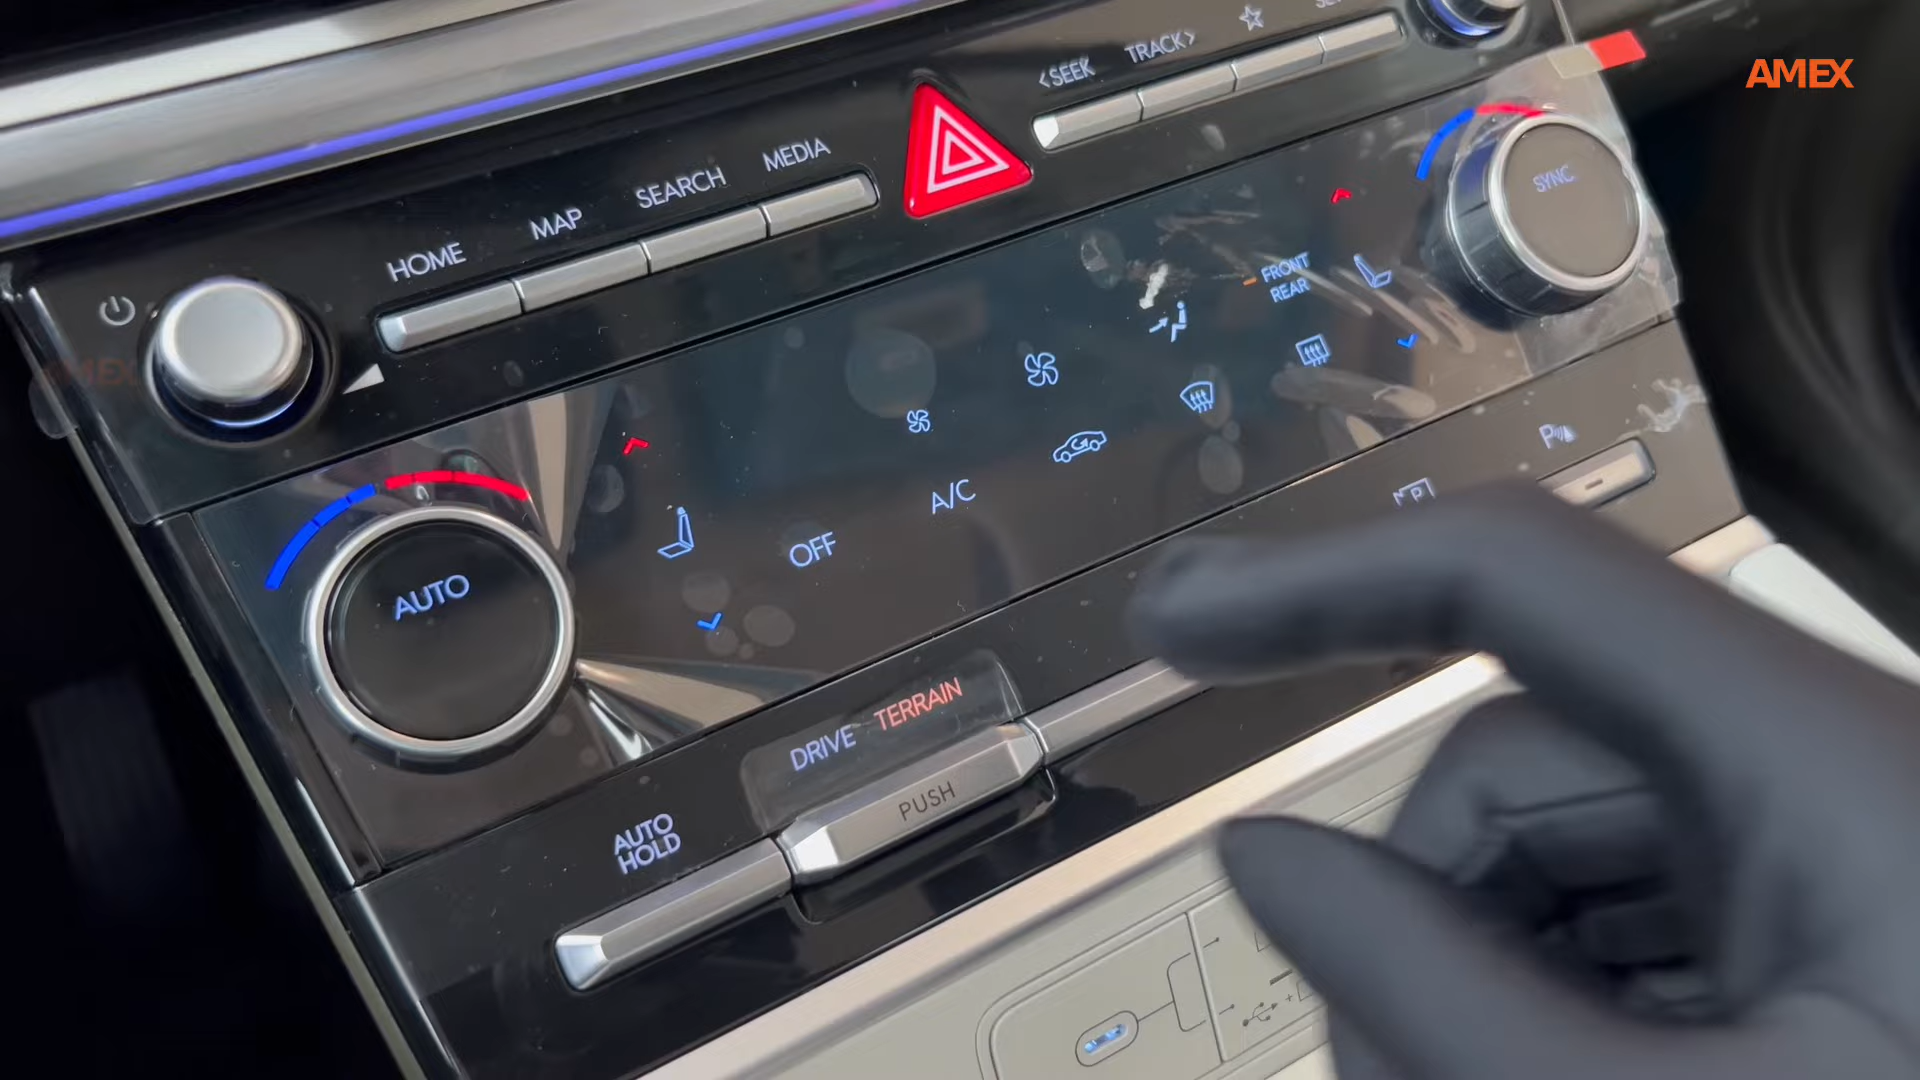 AMEX
<SEEK
TRACK>
MEDIA
SEARCH
MAP
HOME
SYNC
FRONT
REAR
A/C
OFF
AUTO
P
P
DRIVE TERRAIN
PUSH
AUTO
HOLD